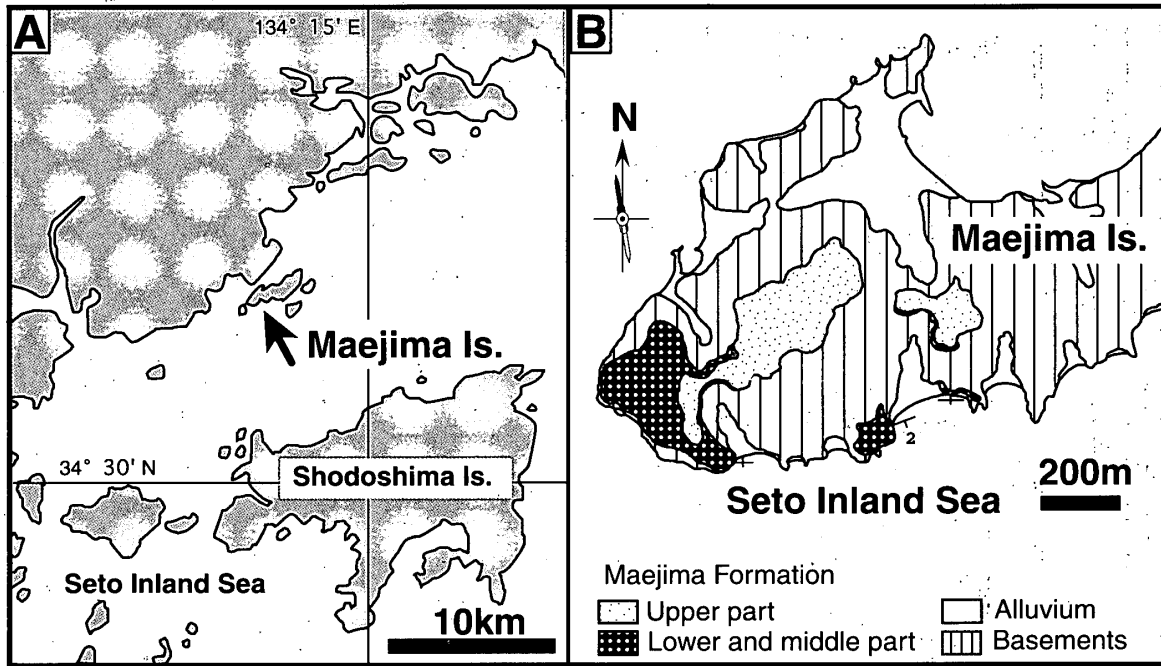 A
134° 15' E
Maejima Is.
Shodoshima Is.
34° 30' N
Seto Inland Sea
10km
B
N
Maejima Is.
2
200m
Seto Inland Sea
Maejima Formation
Upper part
Alluvium
Lower and middle part
Basements